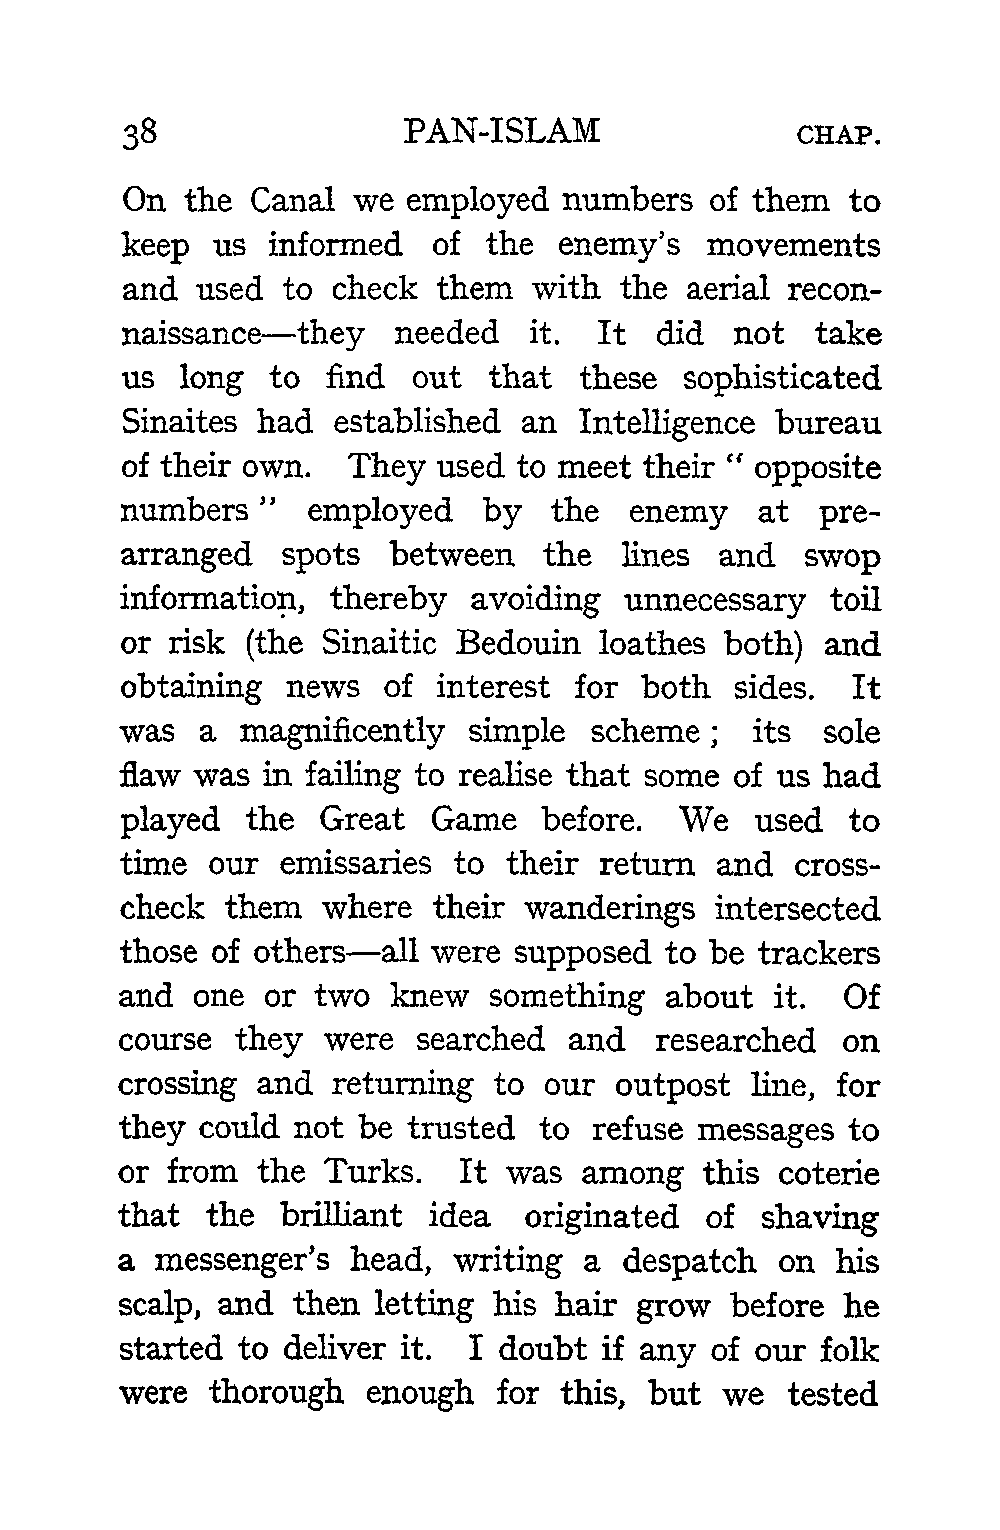 38 PAN-ISLAM CHAP.
On the Canal we employed numbers of them to
keep us informed of the enemy's movements
and used to check them with the aerial recon-
naissance—they needed it. It did not take
us long to find out that these sophisticated
Sinaites had established an Intelligence bureau
of their own. They used to meet their " opposite
numbers " employed by the enemy at pre-
arranged spots between the lines and swop
information, thereby avoiding unnecessary toil
or risk (the Sinaitic Bedouin loathes both) and
obtaining news of interest for both sides. It
was a magnificently simple scheme ; its sole
flaw was in failing to realise that some of us had
played the Great Game before. We used to
time our emissaries to their return and cross-
check them where their wanderings intersected
those of others—all were supposed to be trackers
and one or two knew something about it. Of
course they were searched and researched on
crossing and returning to our outpost line, for
they could not be trusted to refuse messages to
or from the Turks. It was among this coterie
that the brilliant idea originated of shaving
a messenger's head, writing a despatch on his
scalp, and then letting his hair grow before he
started to deliver it. I doubt if any of our folk
were thorough enough for this, but we tested